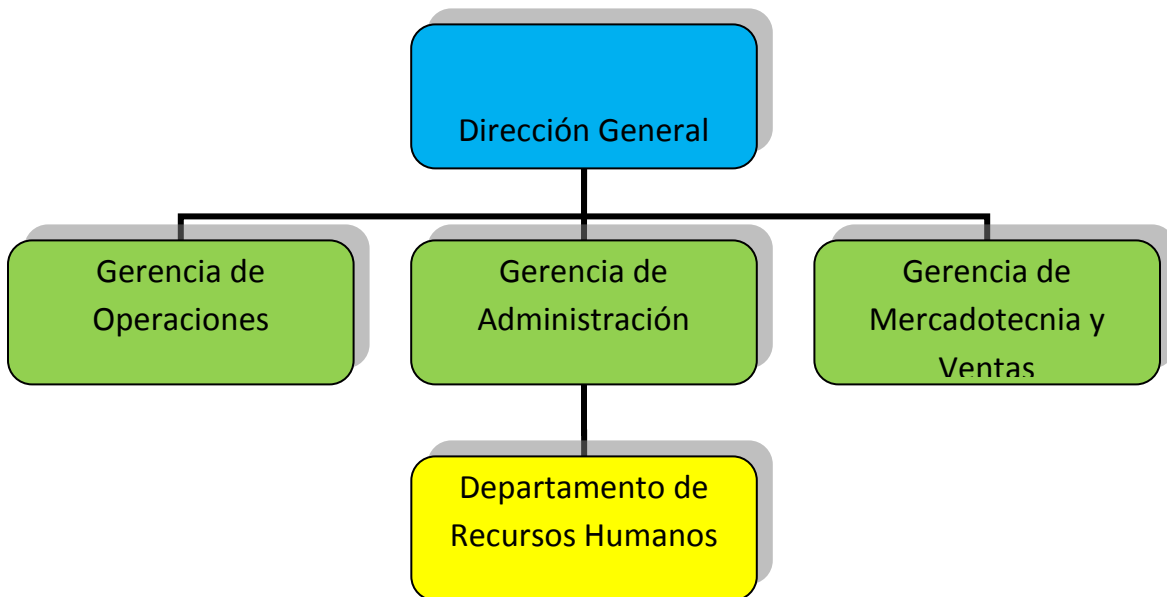 Dirección General
Gerencia de
Operaciones
Gerencia de
Administración
Gerencia de
Mercadotecnia y
Ventas
Departamento de
Recursos Humanos